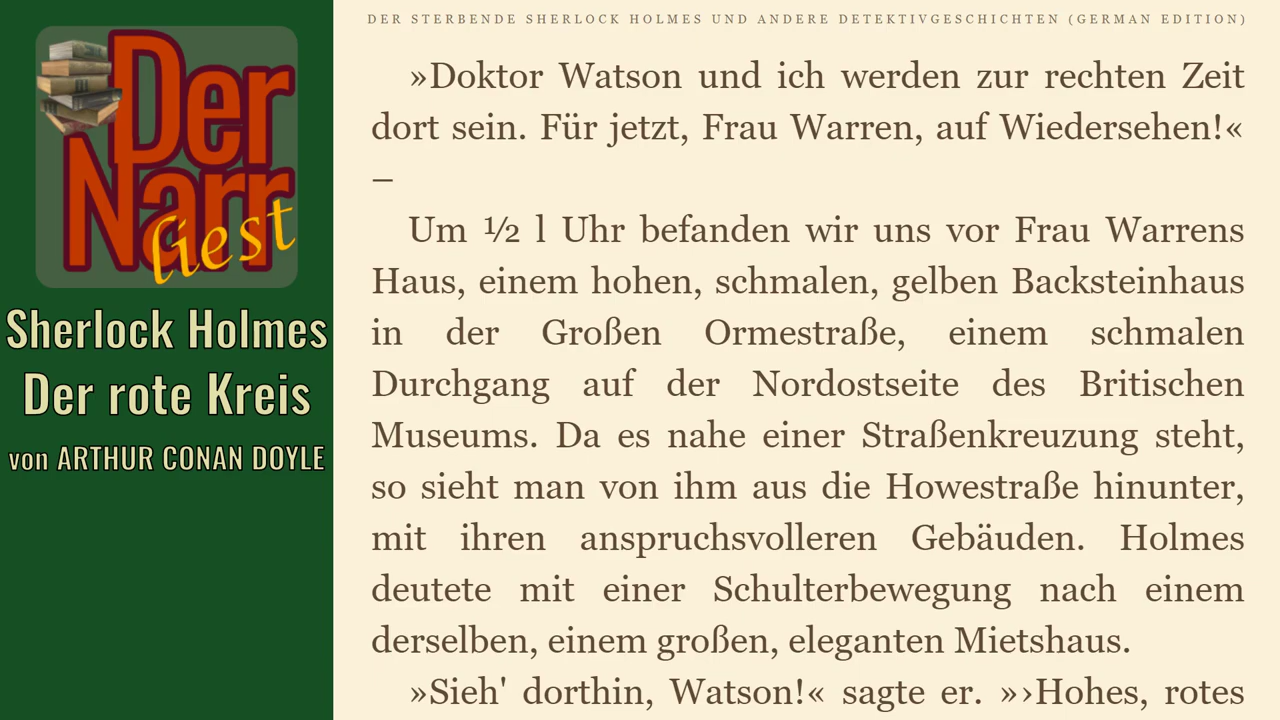 Der
Narr
liest
Sherlock Holmes
Der rote Kreis
von ARTHUR CONAN DOYLE
DER STERBENDE SHERLOCK HOLMES UND ANDERE DETEKTIVGESCHICHTEN (GERMAN EDITION)
»Doktor Watson und ich werden zur rechten Zeit
dort sein. Für jetzt, Frau Warren, auf Wiedersehen!«
–
Um ½ l Uhr befanden wir uns vor Frau Warrens
Haus, einem hohen, schmalen, gelben Backsteinhaus
in der Großen Ormestraße, einem schmalen
Durchgang auf der Nordostseite des Britischen
Museums. Da es nahe einer Straßenkreuzung steht,
so sieht man von ihm aus die Howestraße hinunter,
mit ihren anspruchsvolleren Gebäuden. Holmes
deutete mit einer Schulterbewegung nach einem
derselben, einem großen, eleganten Mietshaus.
»Sieh' dorthin, Watson!« sagte er. »›Hohes, rotes